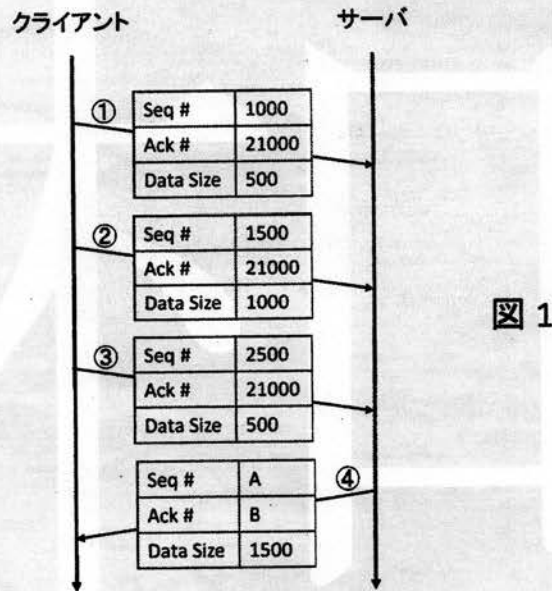 クライアント サーバ
①
Seq # 1000
Ack # 21000
Data Size 500
②
Seq # 1500
Ack # 21000
Data Size 1000
図 1
③
Seq # 2500
Ack # 21000
Data Size 500
④
Seq # A
Ack # B
Data Size 1500